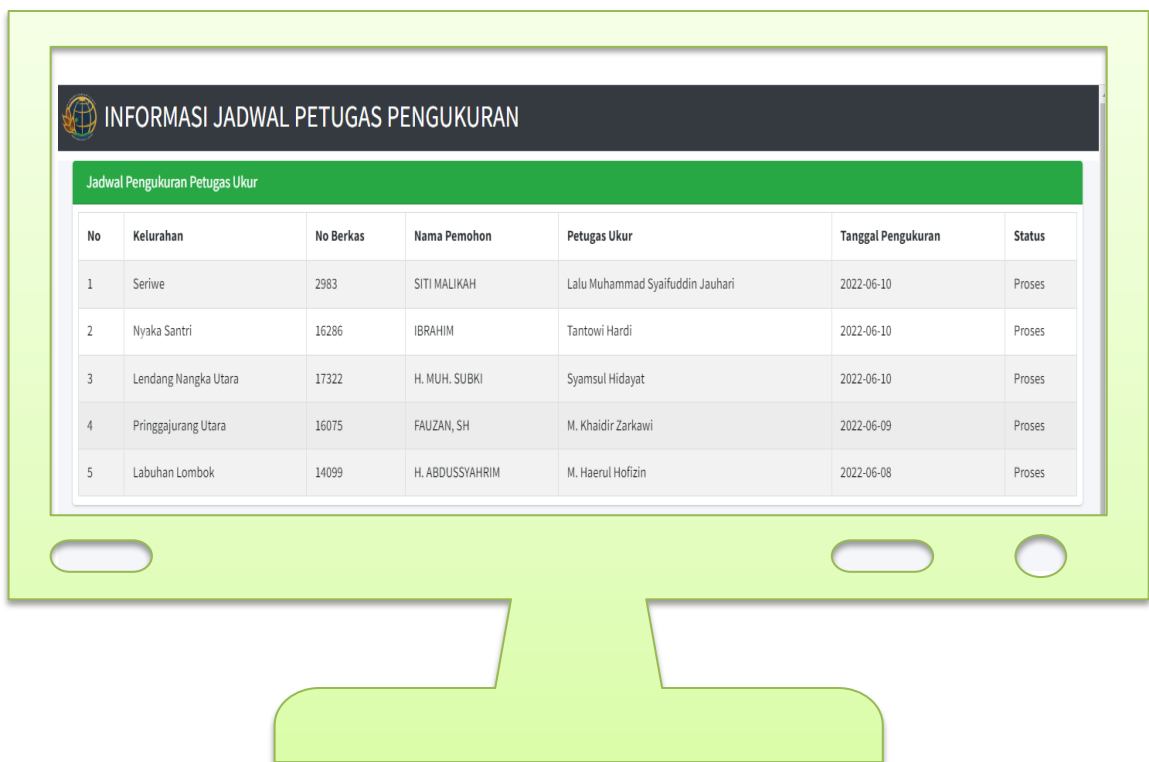 INFORMASI JADWAL PETUGAS PENGUKURAN
Jadwal Pengukuran Petugas Ukur
No Kelurahan No Berkas Nama Pemohon Petugas Ukur Tanggal Pengukuran Status
1 Seriwe 2983 SITI MALIKAH Lalu Muhammad Syaifuddin Jauhari 2022-06-10 Proses
2 Nyaka Santri 16286 IBRAHIM Tantowi Hardi 2022-06-10 Proses
3 Lendang Nangka Utara 17322 H. MUH. SUBKI Syamsul Hidayat 2022-06-10 Proses
4 Pringgajurang Utara 16075 FAUZAN, SH M. Khaidir Zarkawi 2022-06-09 Proses
5 Labuhan Lombok 14099 H. ABDUSSYAHRIM M. Haerul Hofizin 2022-06-08 Proses